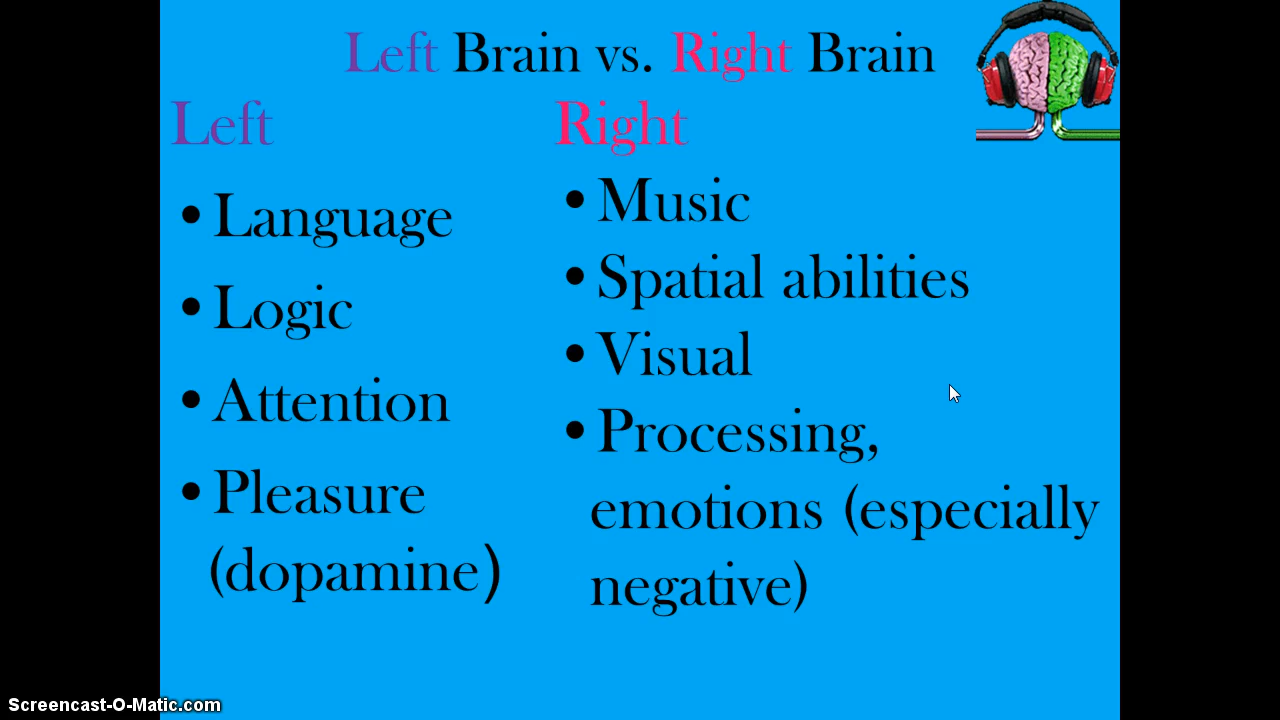 Left Brain vs. Right Brain
Left
• Language
• Logic
• Attention
• Pleasure
(dopamine)
Right
• Music
• Spatial abilities
• Visual
• Processing,
emotions (especially
negative)
Screencast-O-Matic.com